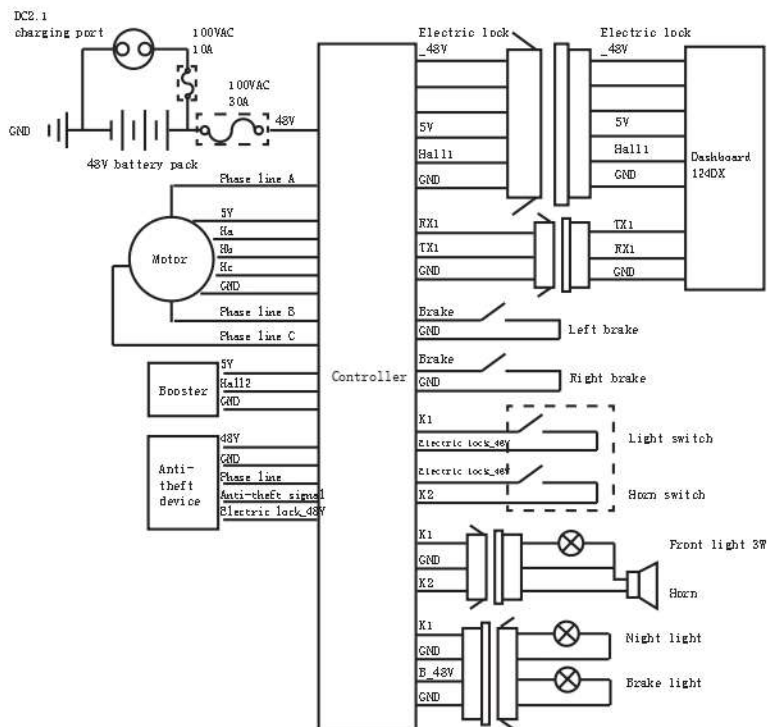 DC2.1
charging port
100VAC
10A
100VAC
30A
GND
48V
48V battery pack
Phase line A
5V
Ha
Hb
Hc
GND
Motor
Phase line B
Phase line C
5V
Hall2
GND
Booster
48V
GND
Phase line
Anti-theft signal
Electric lock_48V
Anti-
theft
device
Controller
Electric lock
_48V
5V
Hall1
GND
Electric lock
_48V
5V
Hall1
GND
Dashboard
124DX
RX1
TX1
GND
TX1
RX1
GND
Brake
GND
Left brake
Brake
GND
Right brake
K1
Electric lock_48V
Light switch
Electric lock_48V
K2
Horn switch
K1
GND
K2
Front light 3W
Horn
K1
GND
B_48V
GND
Night light
Brake light